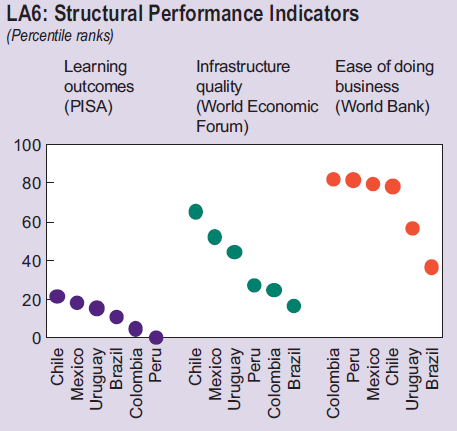 LA6: Structural Performance Indicators
(Percentile ranks)
Learning
outcomes
(PISA)
Infrastructure
quality
(World Economic
Forum)
Ease of doing
business
(World Bank)
100
80
60
40
20
0
Chile
Mexico
Uruguay
Brazil
Colombia
Peru
Chile
Mexico
Uruguay
Peru
Colombia
Brazil
Colombia
Peru
Mexico
Chile
Uruguay
Brazil